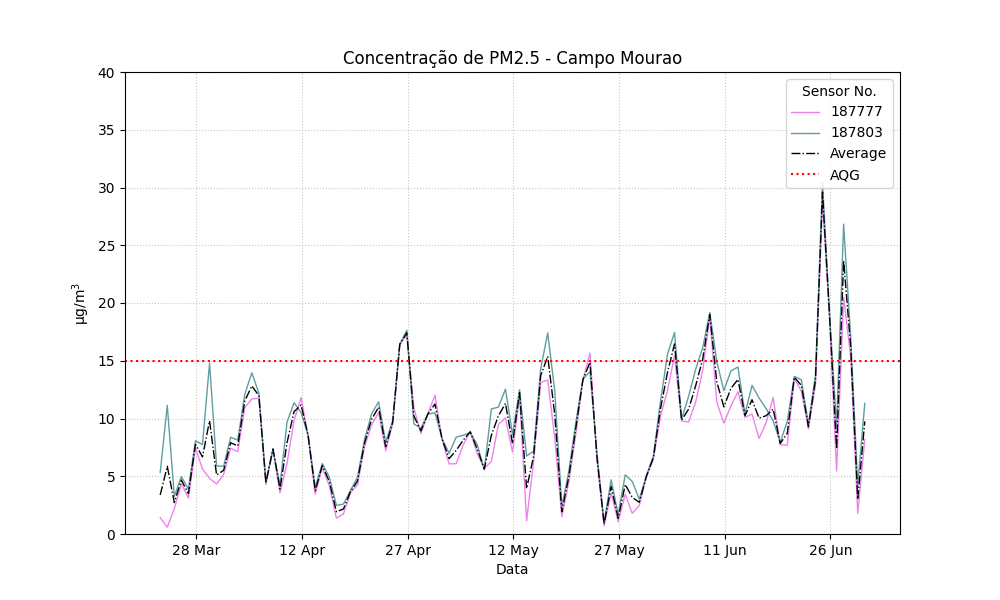 Concentração de PM2.5 - Campo Mourao
Sensor No.
187777
187803
Average
AQG
40
35
30
25
20
15
10
5
0
µg/m³
28 Mar
12 Apr
27 Apr
12 May
27 May
11 Jun
26 Jun
Data